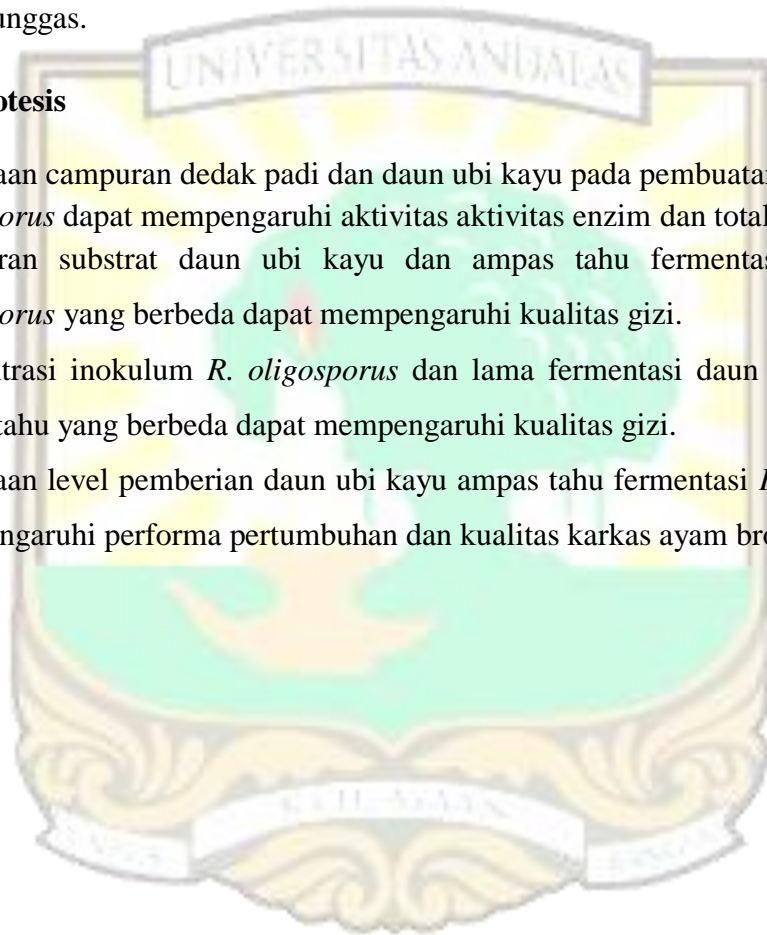 unggas.
UNIVERSITAS ANDALAS
otesis
aan campuran dedak padi dan daun ubi kayu pada pembuatan
orus dapat mempengaruhi aktivitas aktivitas enzim dan total
ran substrat daun ubi kayu dan ampas tahu fermentas
orus yang berbeda dapat mempengaruhi kualitas gizi.
trasi inokulum R. oligosporus dan lama fermentasi daun
tahu yang berbeda dapat mempengaruhi kualitas gizi.
aan level pemberian daun ubi kayu ampas tahu fermentasi
ngaruhi performa pertumbuhan dan kualitas karkas ayam bro